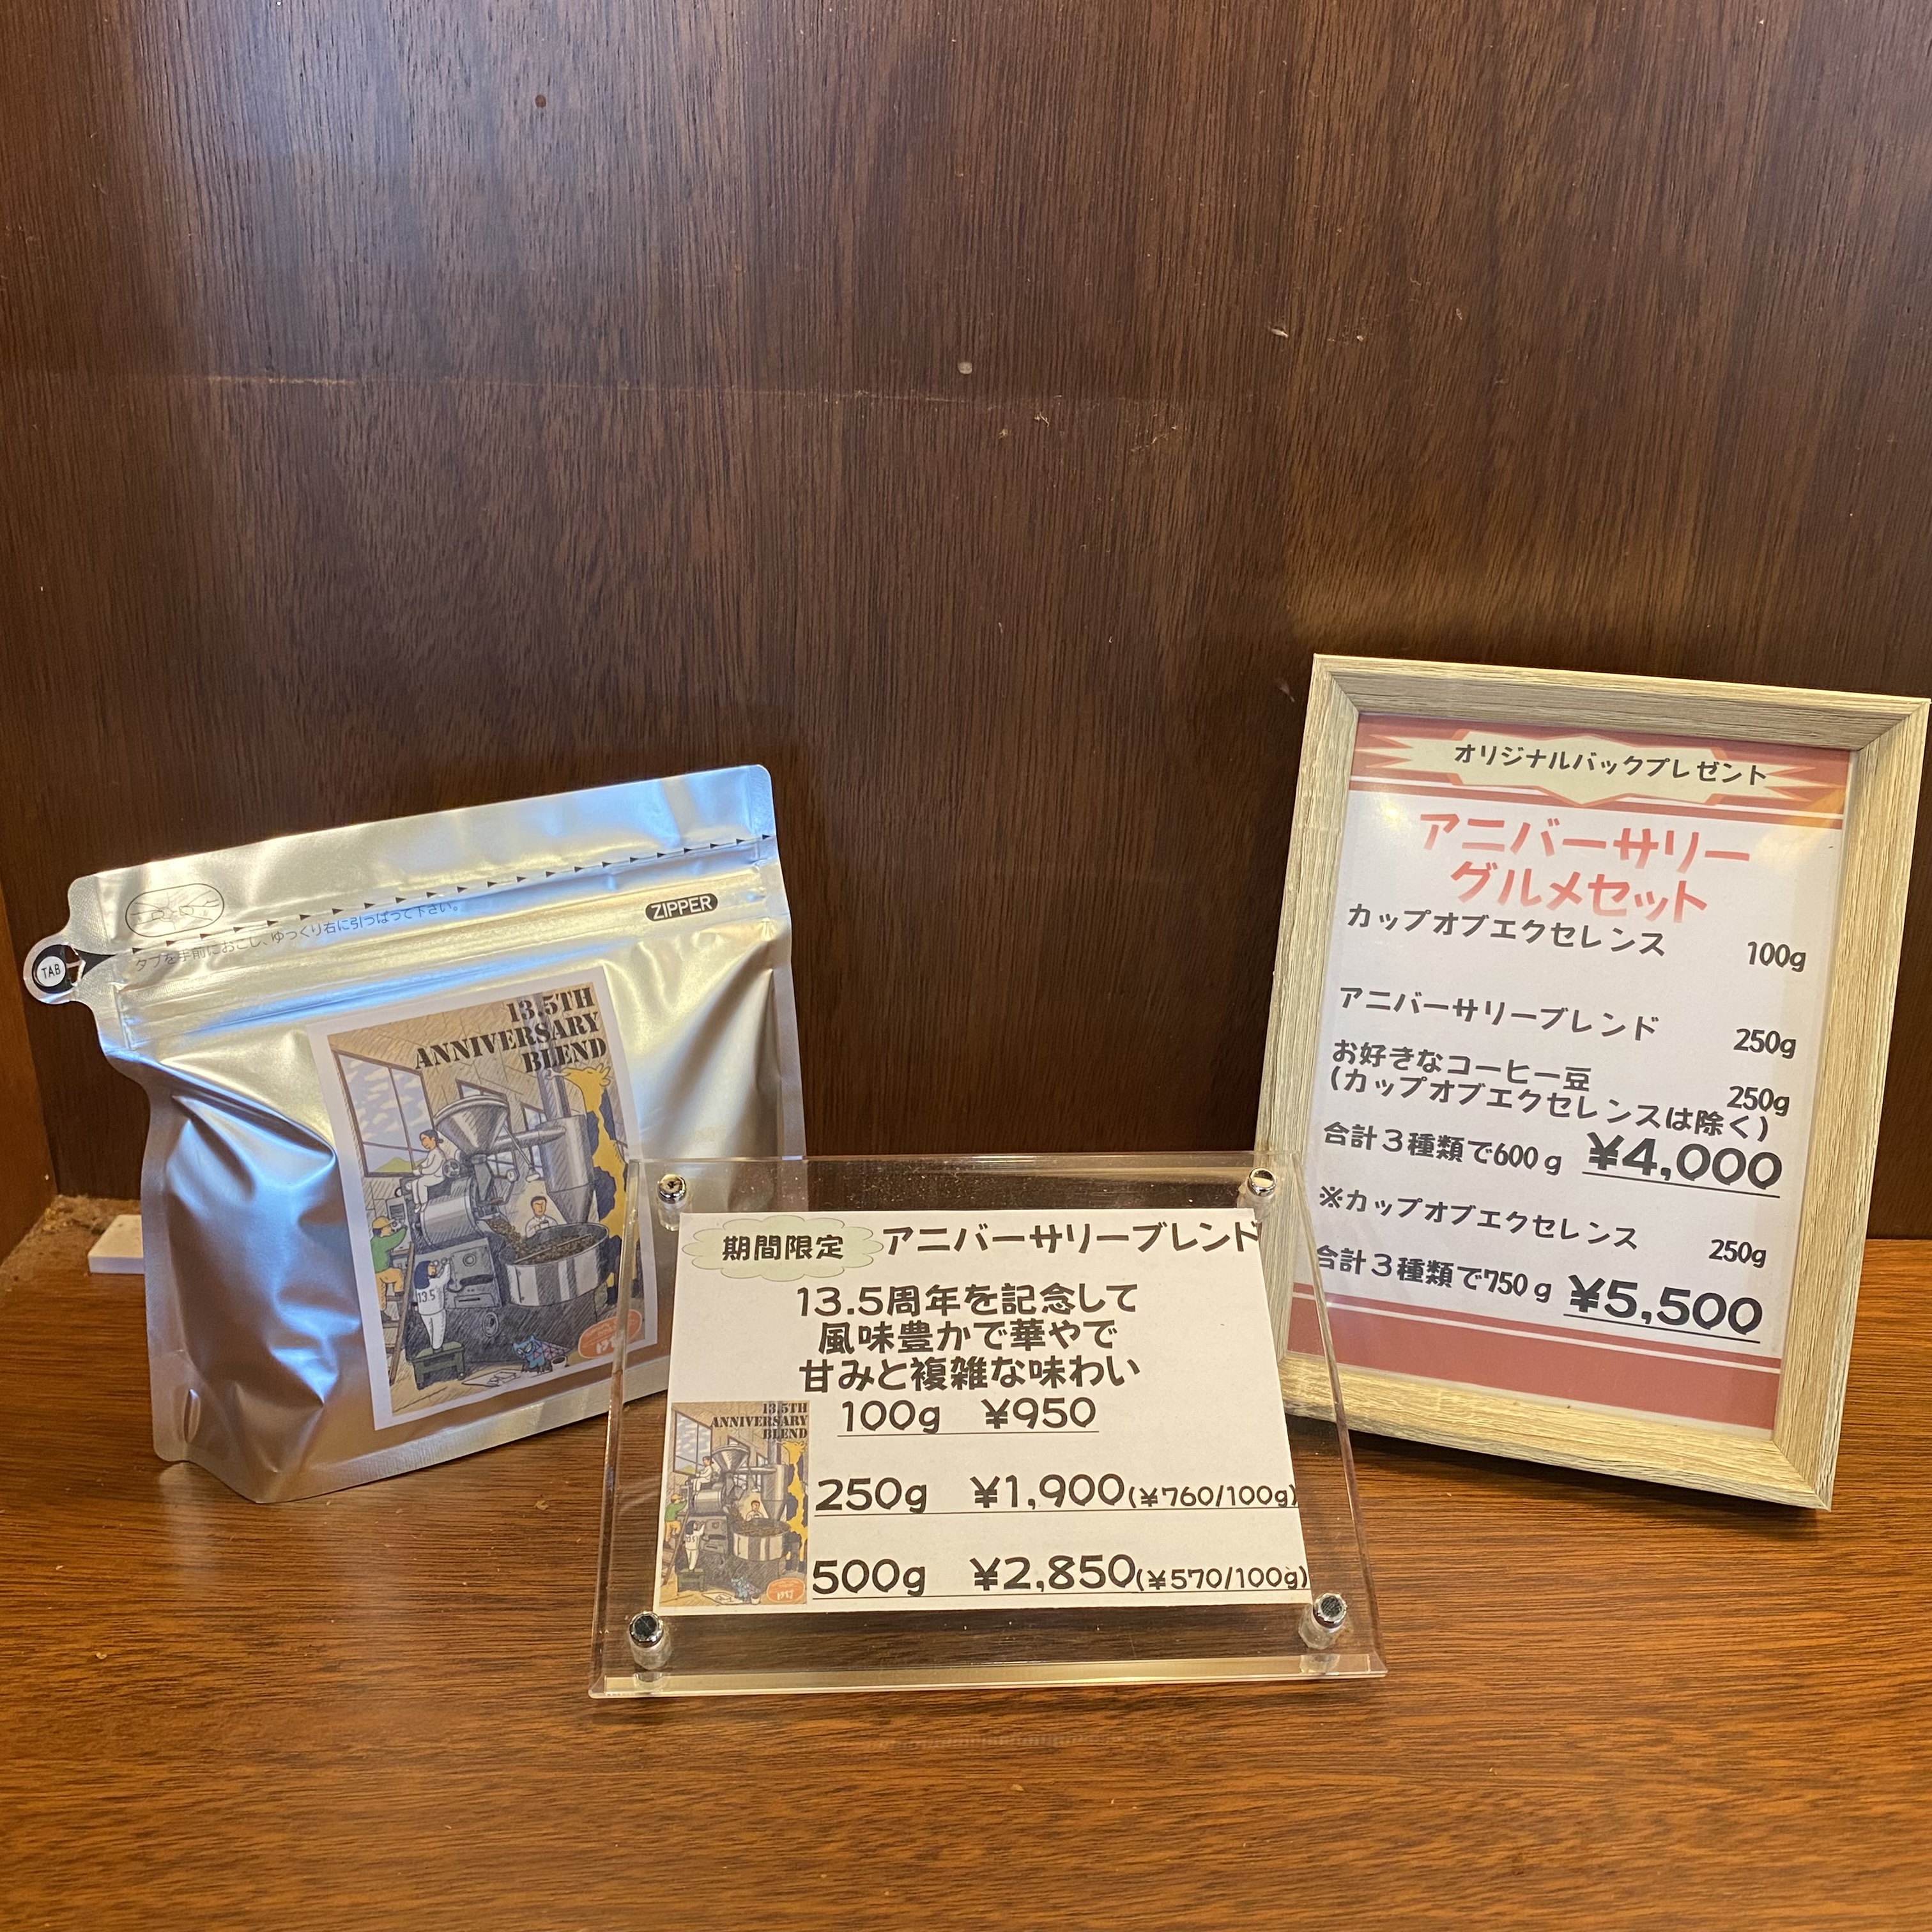 TAB
タブを手前におこし、ゆっくり右に引っぱって下さい。
ZIPPER
13.5TH
ANNIVERSARY
BLEND
13.5
期間限定 アニバーサリーブレンド
13.5周年を記念して
風味豊かで華やで
甘みと複雑な味わい
100g ¥950
250g ¥1,900(¥760/100g)
500g ¥2,850(¥570/100g)
13.5TH
ANNIVERSARY
BLEND
オリジナルバックプレゼント
アニバーサリー
グルメセット
カップオブエクセレンス 100g
アニバーサリーブレンド 250g
お好きなコーヒー豆 250g
(カップオブエクセレンスは除く)
合計3種類で600g ¥4,000
※カップオブエクセレンス 250g
合計3種類で750g ¥5,500